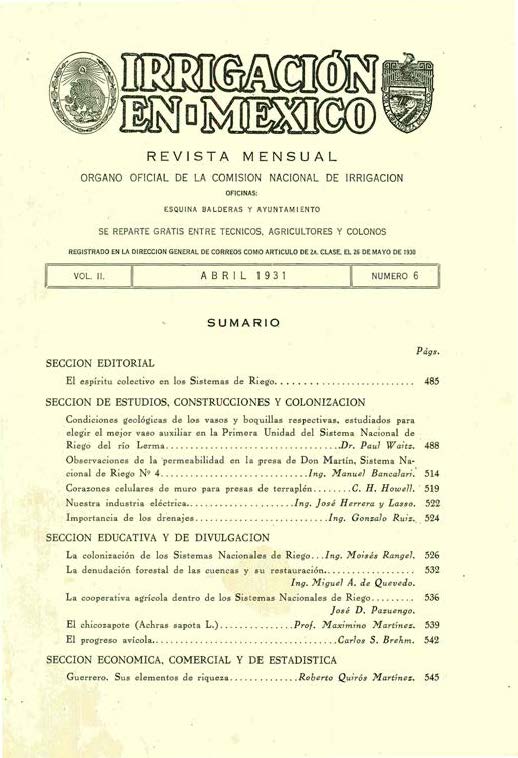 IRRIGACIÓN
EN-MEXICO
REVISTA MENSUAL
ORGANO OFICIAL DE LA COMISION NACIONAL DE IRRIGACION
OFICINAS:
ESQUINA BALDERAS Y AYUNTAMIENTO
SE REPARTE GRATIS ENTRE TECNICOS, AGRICULTORES Y COLONOS
REGISTRADO EN LA DIRECCION GENERAL DE CORREOS COMO ARTICULO DE 2A. CLASE, EL 26 DE MAYO DE 1930
VOL. II. ABRIL 1931 NUMERO 6
SUMARIO
Págs.
SECCION EDITORIAL
El espíritu colectivo en los Sistemas de Riego. 485
SECCION DE ESTUDIOS, CONSTRUCCIONES Y COLONIZACION
Condiciones geológicas de los vasos y boquillas respectivas, estudiados para
elegir el mejor vaso auxiliar en la Primera Unidad del Sistema Nacional de
Riego del río Lerma. Dr. Paul Waitz. 488
Observaciones de la permeabilidad en la presa de Don Martín, Sistema Na-
cional de Riego Nº 4. Ing. Manuel Bancalari. 514
Corazones celulares de muro para presas de terraplén. C. H. Howell. 519
Nuestra industria eléctrica. Ing. José Herrera y Lasso. 522
Importancia de los drenajes. Ing. Gonzalo Ruiz. 524
SECCION EDUCATIVA Y DE DIVULGACION
La colonización de los Sistemas Nacionales de Riego... Ing. Moisés Rangel. 526
La denudación forestal de las cuencas y su restauración. 532
Ing. Miguel A. de Quevedo.
La cooperativa agrícola dentro de los Sistemas Nacionales de Riego. 536
José D. Pazuengo.
El chicozapote (Achras sapota L.) Prof. Maximino Martínez. 539
El progreso avícola. Carlos S. Brehm. 542
SECCION ECONOMICA, COMERCIAL Y DE ESTADISTICA
Guerrero. Sus elementos de riqueza. Roberto Quirós Martínez. 545